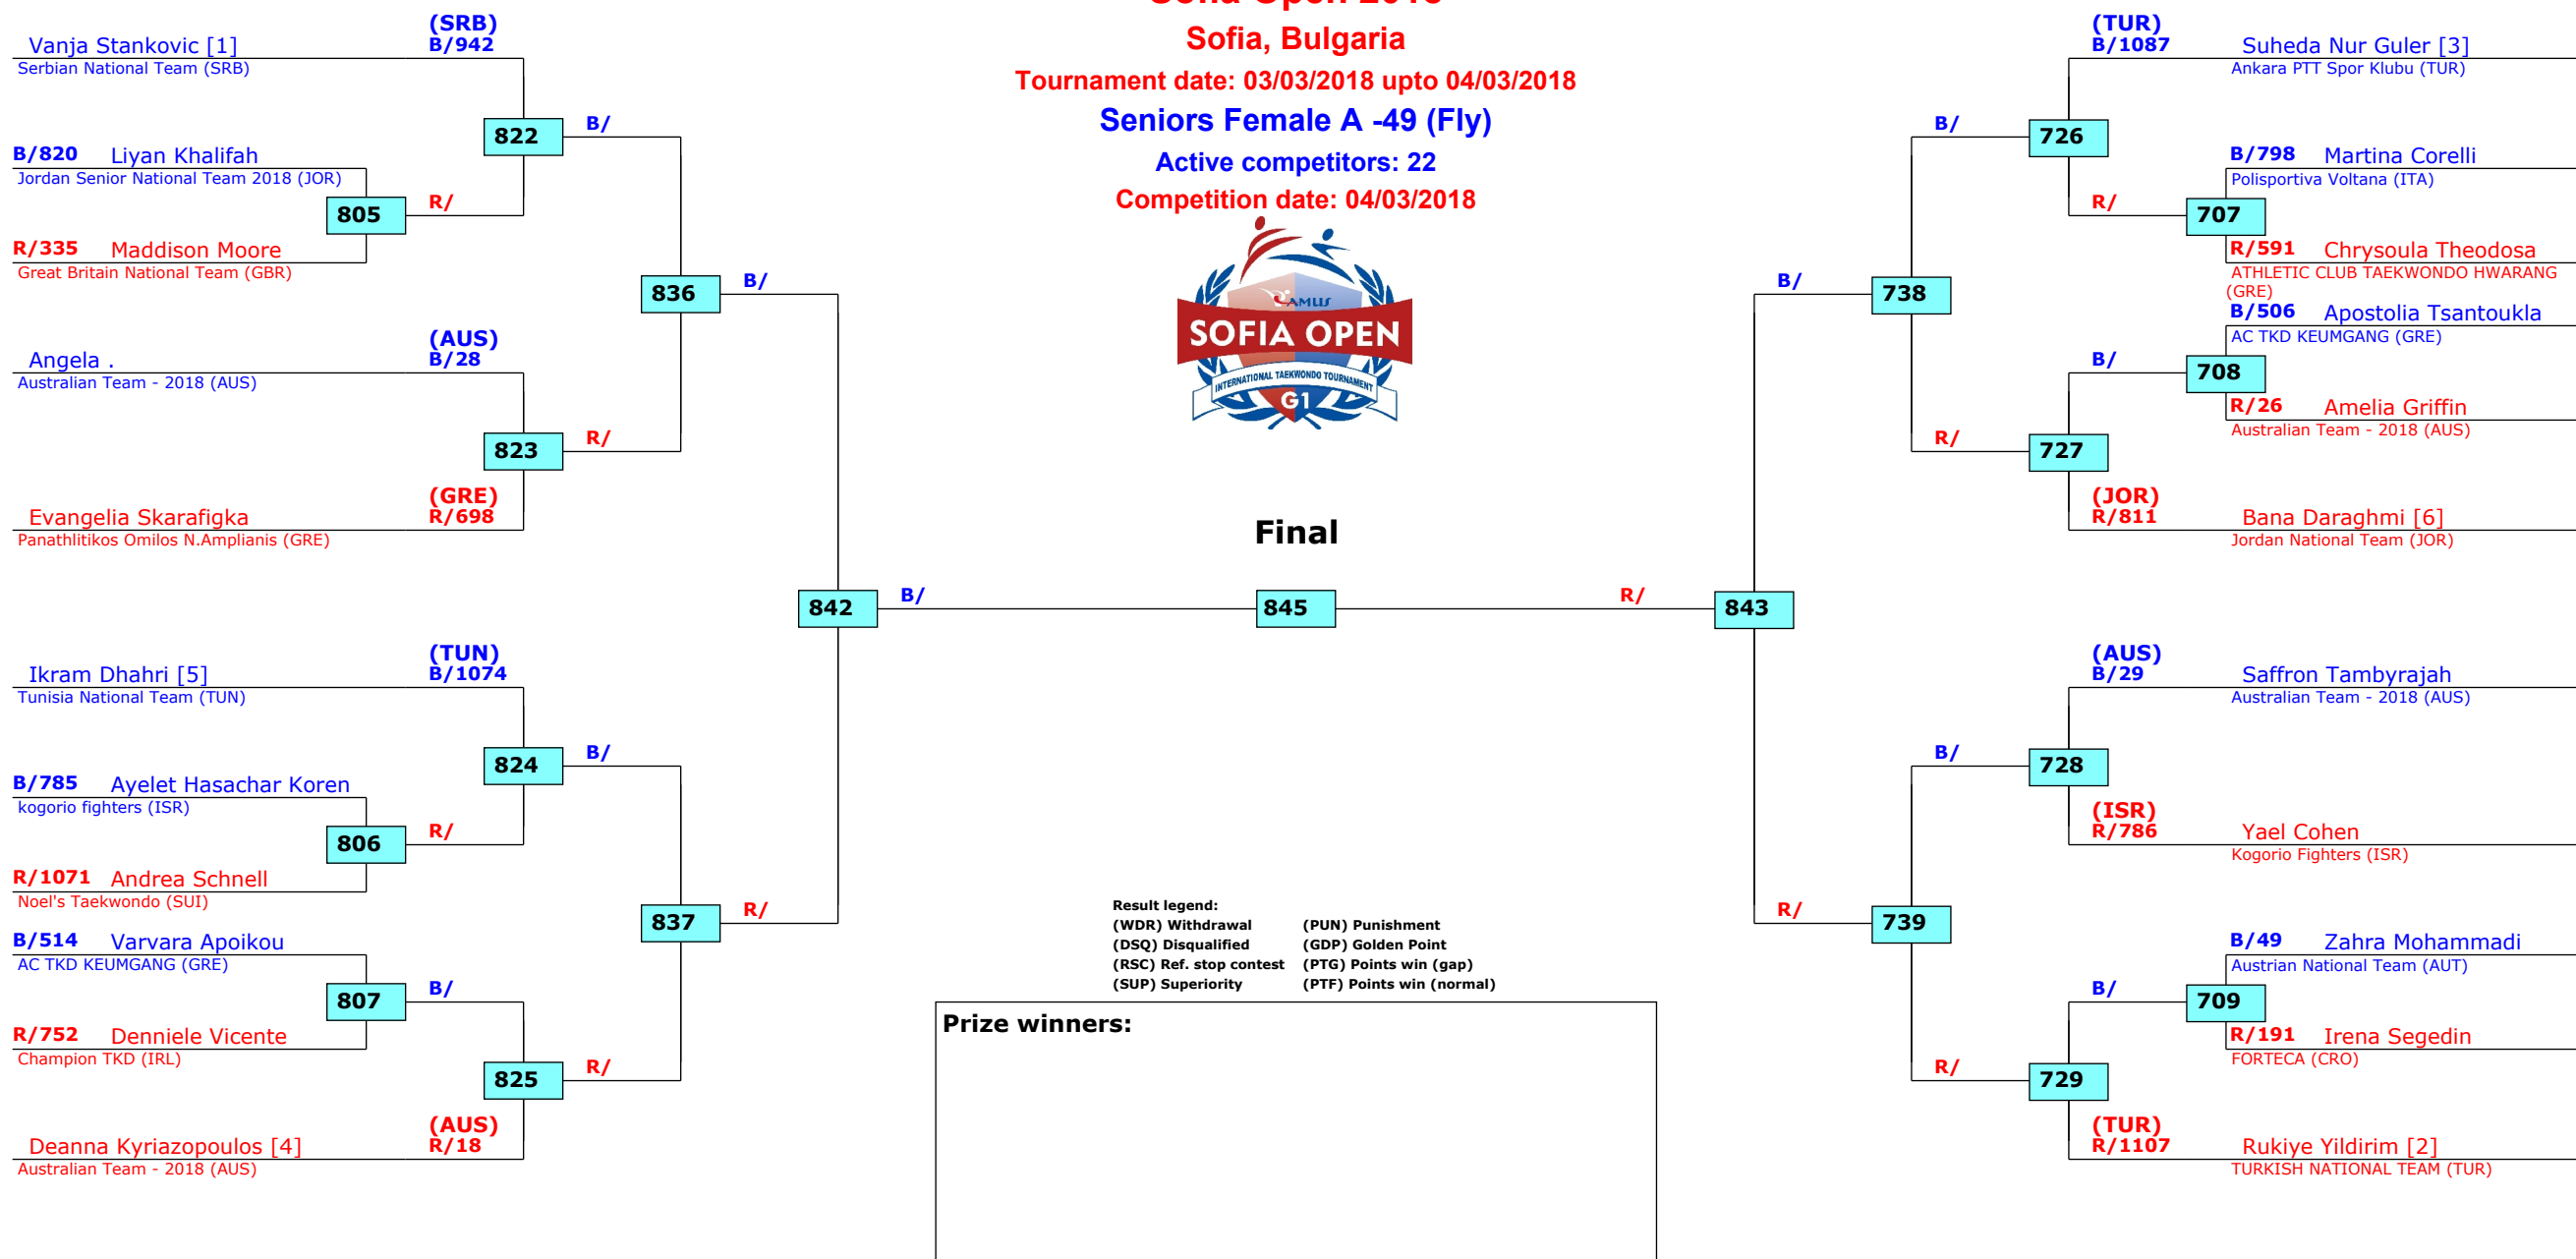 Sofia Open 2018
Sofia, Bulgaria
Tournament date: 03/03/2018 upto 04/03/2018
Seniors Female A -49 (Fly)
Active competitors: 22
Competition date: 04/03/2018
CAMUS
SOFIA OPEN
INTERNATIONAL TAEKWONDO TOURNAMENT
G1
(SRB)
Vanja Stankovic [1] B/942
Serbian National Team (SRB)
822
B/
B/820 Liyan Khalifah
Jordan Senior National Team 2018 (JOR)
805
R/
R/335 Maddison Moore
Great Britain National Team (GBR)
836
B/
(AUS)
Angela . B/28
Australian Team - 2018 (AUS)
823
R/
(GRE)
Evangelia Skarafigka R/698
Panathlitikos Omilos N.Amplianis (GRE)
842
B/
(TUN)
Ikram Dhahri [5] B/1074
Tunisia National Team (TUN)
824
B/
B/785 Ayelet Hasachar Koren
kogorio fighters (ISR)
806
R/
R/1071 Andrea Schnell
Noel's Taekwondo (SUI)
837
R/
B/514 Varvara Apoikou
AC TKD KEUMGANG (GRE)
807
B/
R/752 Denniele Vicente
Champion TKD (IRL)
825
R/
(AUS)
Deanna Kyriazopoulos [4] R/18
Australian Team - 2018 (AUS)
Final
845
R/
843
(TUR)
B/1087 Suheda Nur Guler [3]
Ankara PTT Spor Klubu (TUR)
B/
726
B/798 Martina Corelli
Polisportiva Voltana (ITA)
R/
707
R/591 Chrysoula Theodosa
ATHLETIC CLUB TAEKWONDO HWARANG
(GRE)
B/
738
B/506 Apostolia Tsantoukla
AC TKD KEUMGANG (GRE)
B/
708
R/26 Amelia Griffin
Australian Team - 2018 (AUS)
R/
727
(JOR)
R/811 Bana Daraghmi [6]
Jordan National Team (JOR)
(AUS)
B/29 Saffron Tambyrajah
Australian Team - 2018 (AUS)
B/
728
(ISR)
R/786 Yael Cohen
Kogorio Fighters (ISR)
R/
739
B/49 Zahra Mohammadi
Austrian National Team (AUT)
B/
709
R/191 Irena Segedin
FORTECA (CRO)
R/
729
(TUR)
R/1107 Rukiye Yildirim [2]
TURKISH NATIONAL TEAM (TUR)
Result legend:
(WDR) Withdrawal (PUN) Punishment
(DSQ) Disqualified (GDP) Golden Point
(RSC) Ref. stop contest (PTG) Points win (gap)
(SUP) Superiority (PTF) Points win (normal)
Prize winners: